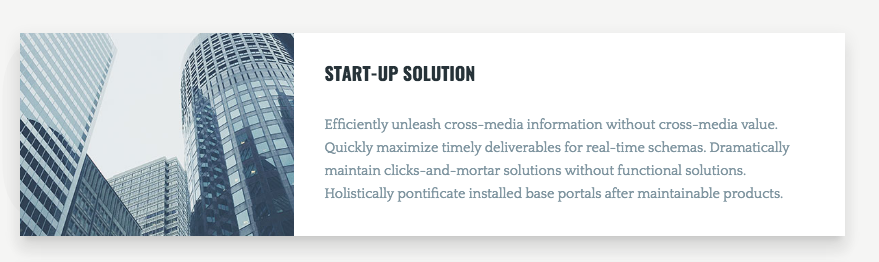 START-UP SOLUTION
Efficiently unleash cross-media information without cross-media value.
Quickly maximize timely deliverables for real-time schemas. Dramatically
maintain clicks-and-mortar solutions without functional solutions.
Holistically pontificate installed base portals after maintainable products.